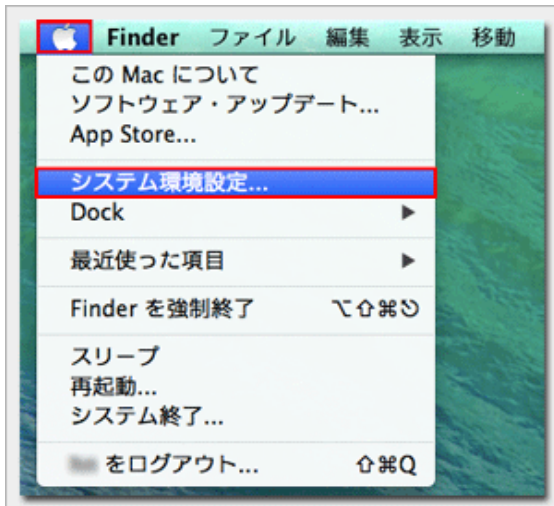 Finder ファイル 編集 表示 移動
この Mac について
ソフトウェア・アップデート...
App Store...
システム環境設定...
Dock ▶
最近使った項目 ▶
Finder を強制終了 ⌥⇧⌘⎋
スリープ
再起動...
システム終了...
をログアウト... ⇧⌘Q